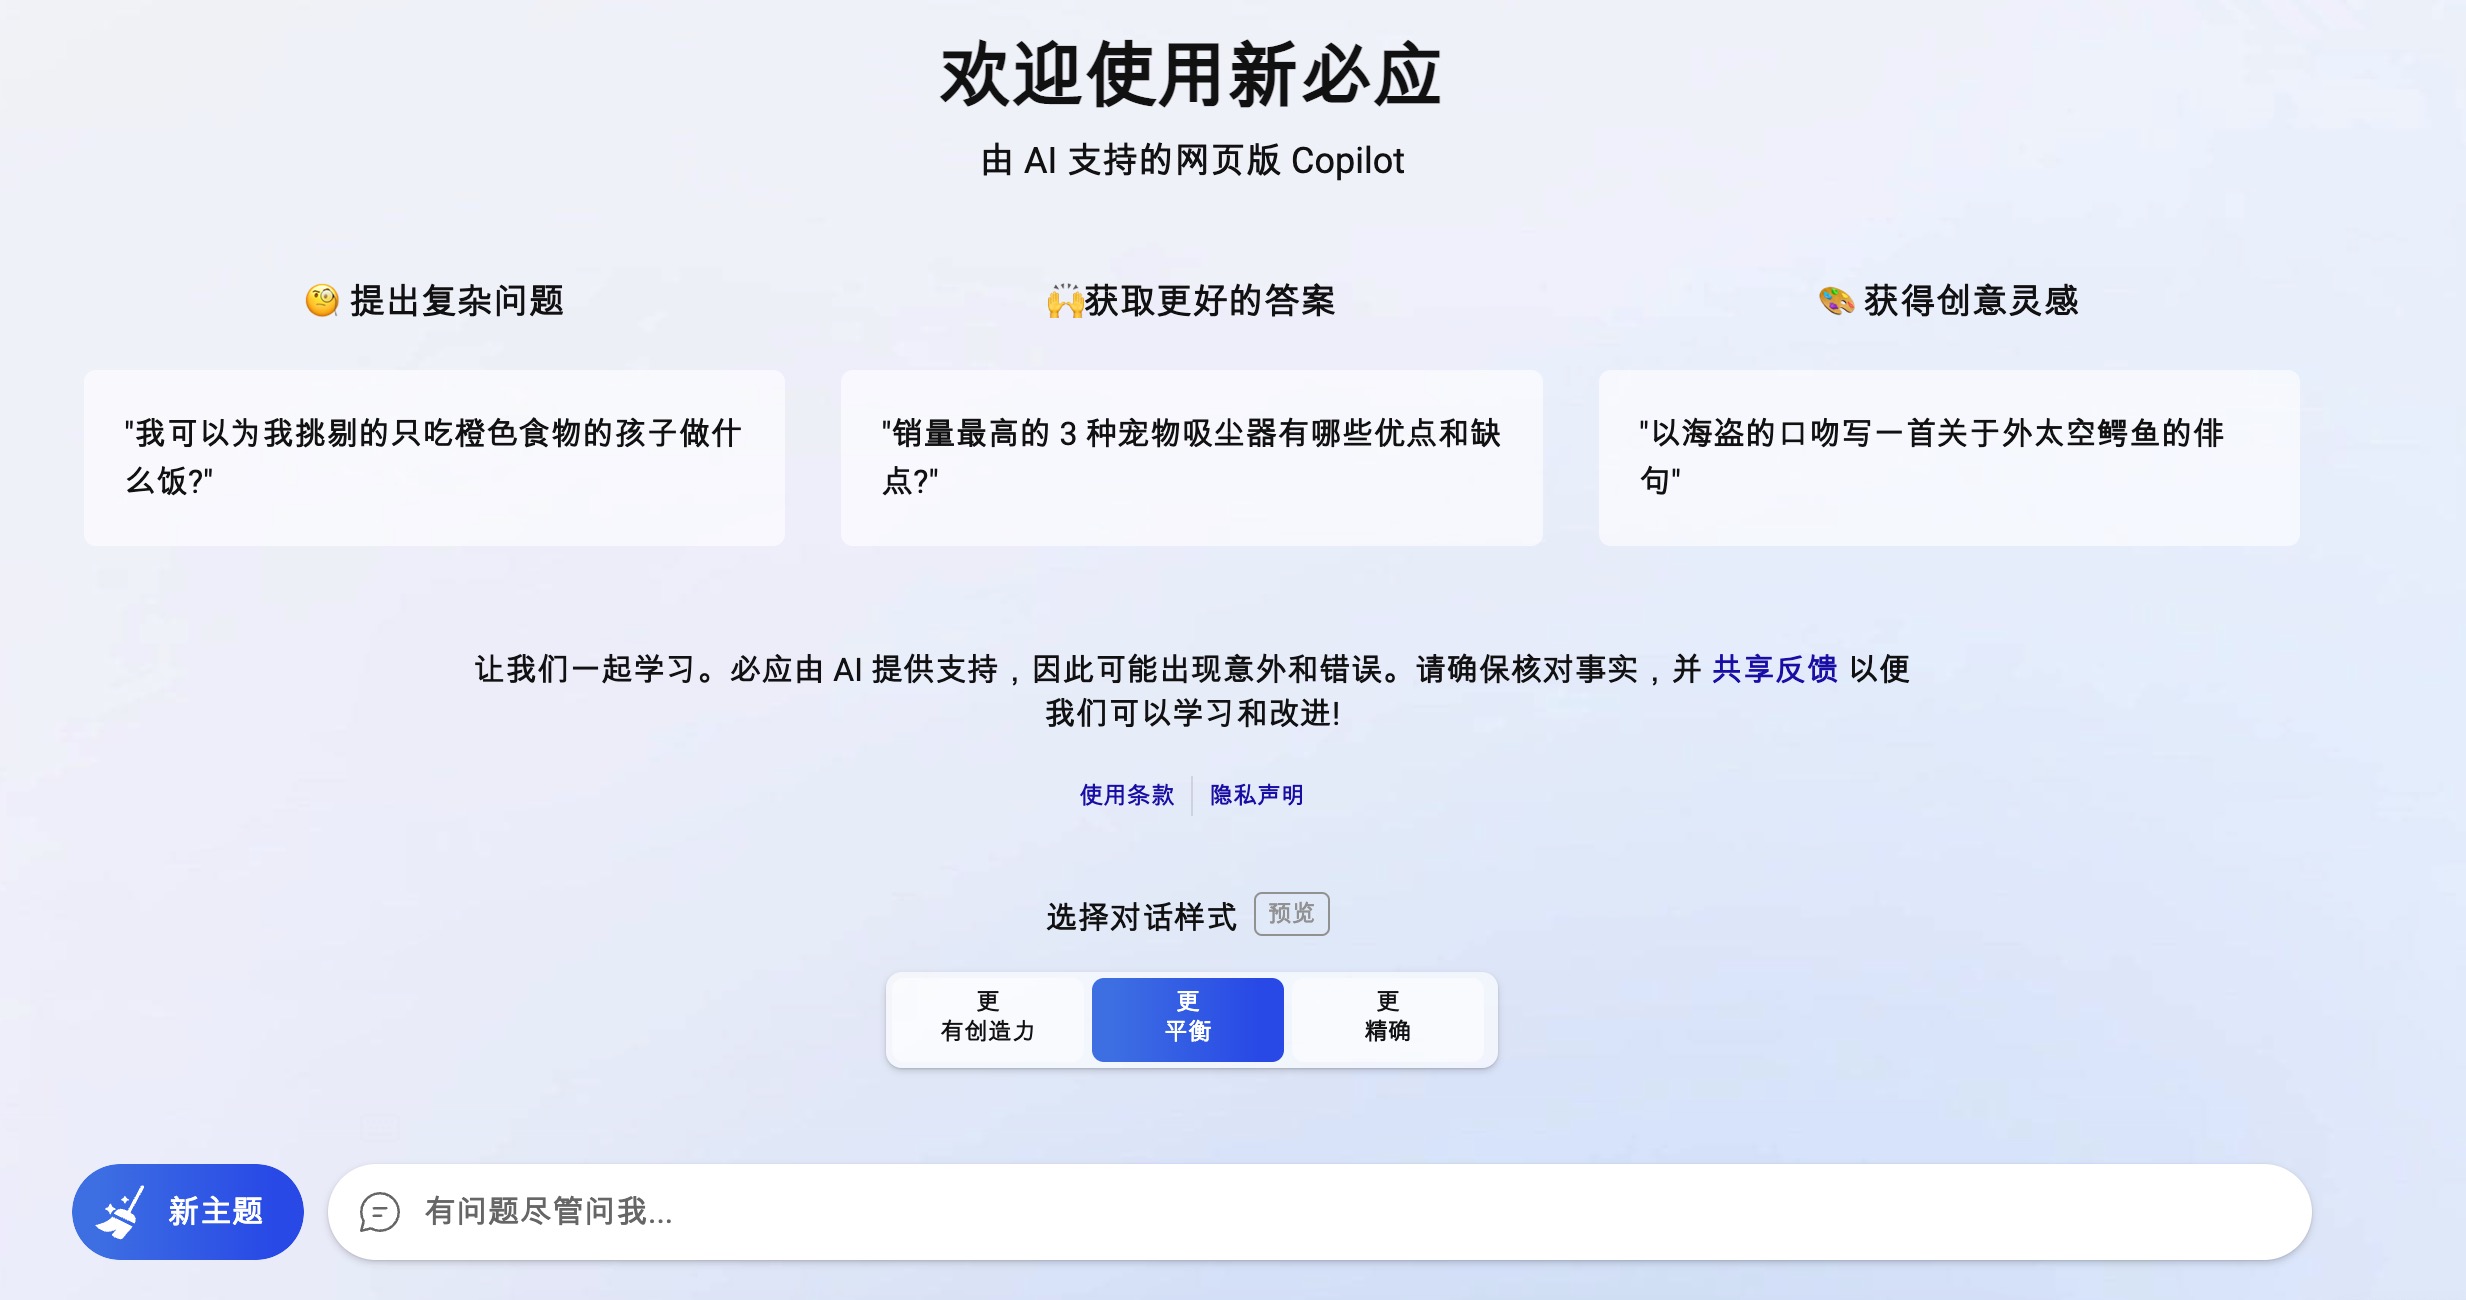 欢迎使用新必应
由 AI 支持的网页版 Copilot
🧐 提出复杂问题
"我可以为我挑剔的只吃橙色食物的孩子做什
么饭?"
🙌获取更好的答案
"销量最高的 3 种宠物吸尘器有哪些优点和缺
点?"
🎨 获得创意灵感
"以海盗的口吻写一首关于外太空鳄鱼的俳
句"
让我们一起学习。必应由 AI 提供支持，因此可能出现意外和错误。请确保核对事实，并 共享反馈 以便
我们可以学习和改进!
使用条款 隐私声明
选择对话样式 预览
更
有创造力
更
平衡
更
精确
新主题
有问题尽管问我...